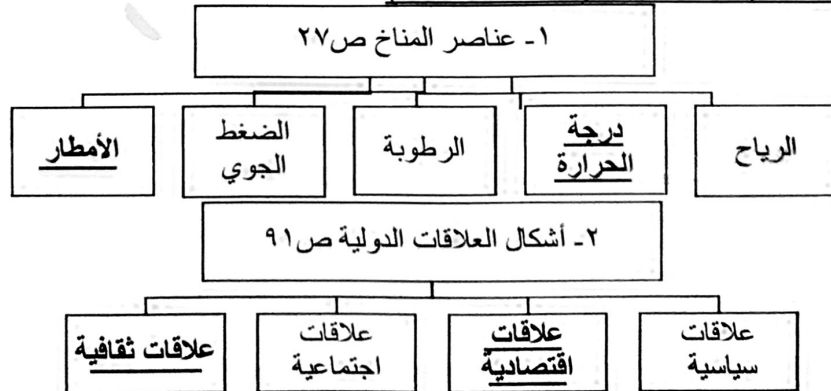 ١- عناصر المناخ ص٢٧
الرياح
درجة
الحرارة
الرطوبة
الضغط
الجوي
الأمطار
٢- أشكال العلاقات الدولية ص٩١
علاقات
سياسية
علاقات
اقتصادية
علاقات
اجتماعية
علاقات ثقافية